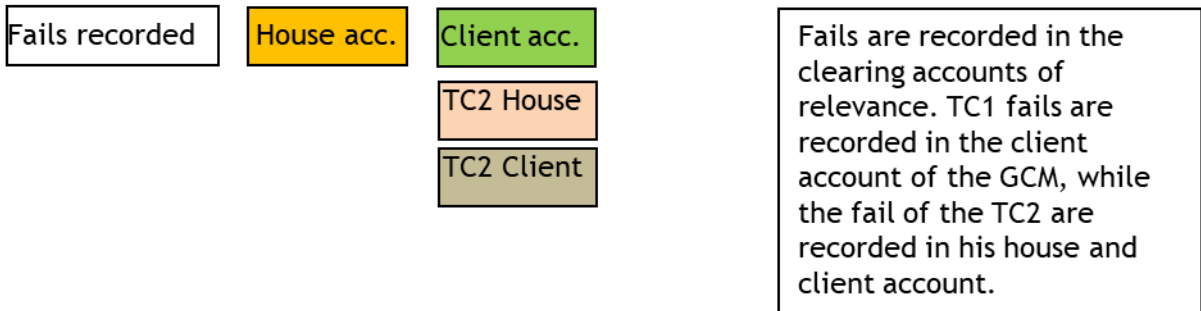 Fails recorded
House acc.
Client acc.
TC2 House
TC2 Client
Fails are recorded in the
clearing accounts of
relevance. TC1 fails are
recorded in the client
account of the GCM, while
the fail of the TC2 are
recorded in his house and
client account.